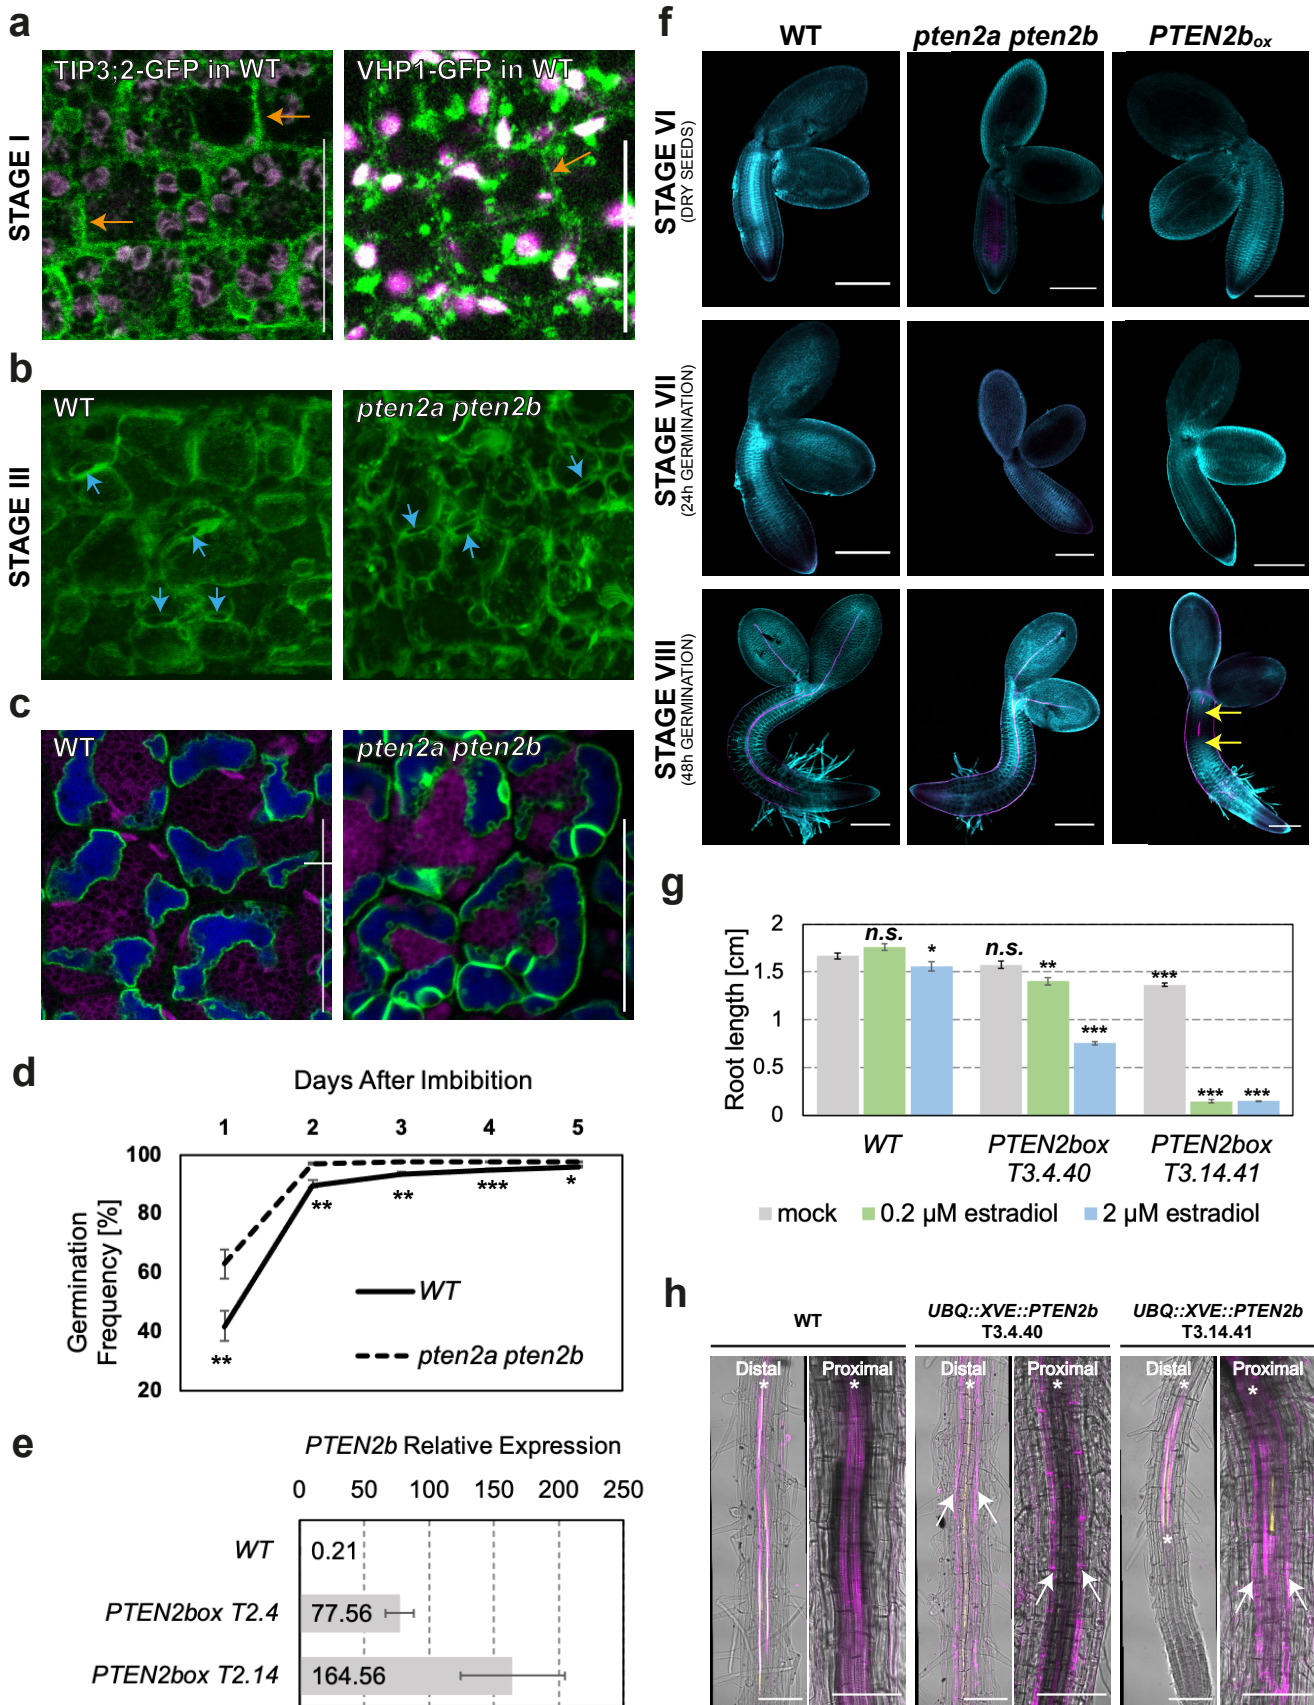 a
STAGE I
TIP3;2-GFP in WT
VHP1-GFP in WT
b
STAGE III
WT
pten2a pten2b
c
WT
pten2a pten2b
d
Days After Imbibition
1 2 3 4 5
Germination
Frequency [%]
100
80
60
40
20
**
**
**
***
*
WT
pten2a pten2b
e
PTEN2b Relative Expression
0 50 100 150 200 250
WT
0.21
PTEN2box T2.4
77.56
PTEN2box T2.14
164.56
f
WT
pten2a pten2b
PTEN2box
STAGE VI
(DRY SEEDS)
STAGE VII
(24h GERMINATION)
STAGE VIII
(48h GERMINATION)
g
Root length [cm]
2
1.5
1
0.5
0
n.s.
*
n.s.
**
***
***
***
***
WT
PTEN2box
T3.4.40
PTEN2box
T3.14.41
mock
0.2 µM estradiol
2 µM estradiol
h
WT
UBQ::XVE::PTEN2b
T3.4.40
UBQ::XVE::PTEN2b
T3.14.41
Distal
*
Proximal
*
Distal
*
Proximal
*
Distal
*
*
Proximal
*